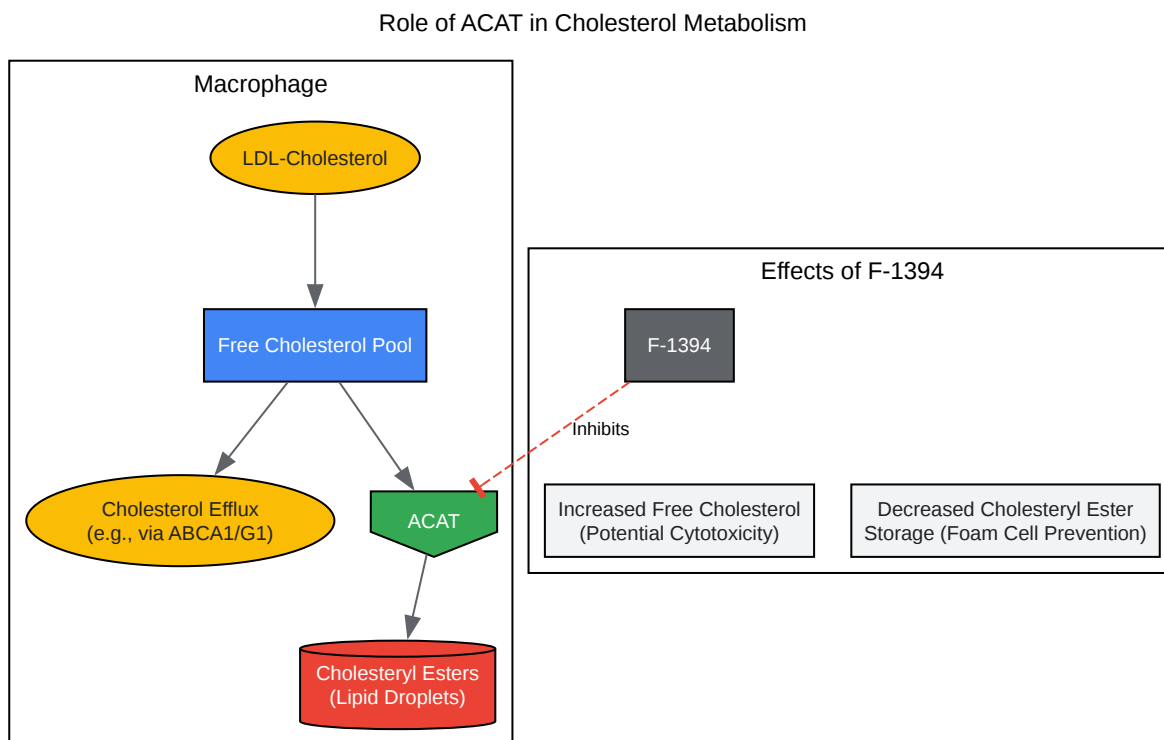 Role of ACAT in Cholesterol Metabolism
Macrophage
LDL-Cholesterol
Free Cholesterol Pool
Cholesterol Efflux
(e.g., via ABCA1/G1)
ACAT
Cholesteryl Esters
(Lipid Droplets)
Effects of F-1394
F-1394
Inhibits
Increased Free Cholesterol
(Potential Cytotoxicity)
Decreased Cholesteryl Ester
Storage (Foam Cell Prevention)